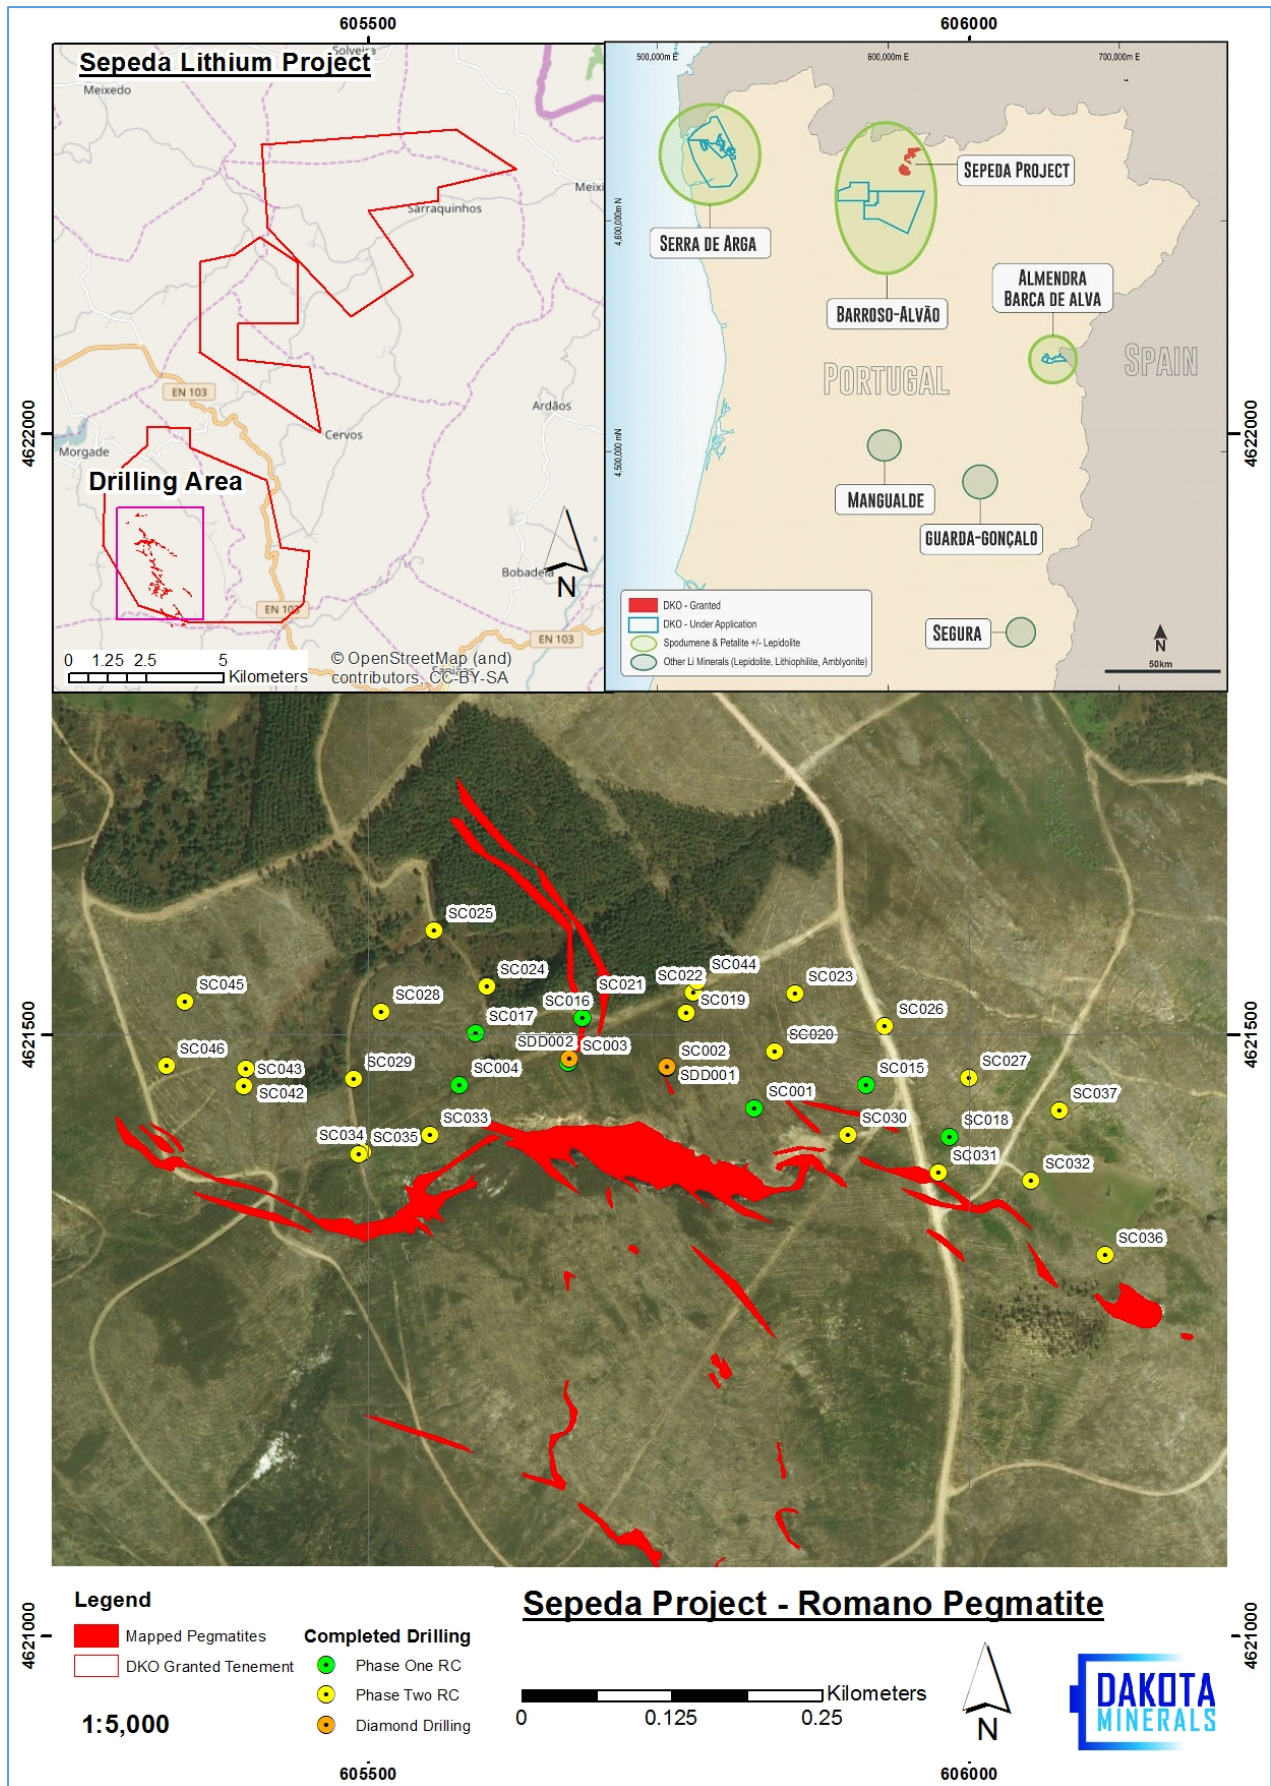 605500
606000
Sepeda Lithium Project
Solveira
Meixedo
Sarraquinhos
Meixi
EN 103
Cervos
Ardãos
Morgade
Drilling Area
Bobadela
N
EN 103
EN 103
0 1.25 2.5 5
Kilometers
© OpenStreetMap (and)
contributors, CC-BY-SA
500,000m E
600,000m E
700,000m E
4,600,000m N
4,500,000 mN
SEPEDA PROJECT
SERRA DE ARGA
BARROSO-ALVÃO
ALMENDRA
BARCA DE ALVA
PORTUGAL
SPAIN
MANGUALDE
GUARDA-GONÇALO
SEGURA
DKO - Granted
DKO - Under Application
Spodumene & Petalite +/- Lepidolite
Other Li Minerals (Lepidolite, Lithiophilite, Amblyonite)
N
50km
4622000
4622000
SC025
SC024
SC021
SC022
SC044
SC023
SC045
SC028
SC016
SC019
SC026
SC017
4621500
4621500
SDD002
SC003
SC002
SC020
SC046
SC043
SC029
SC004
SDD001
SC015
SC027
SC042
SC001
SC037
SC034
SC035
SC033
SC030
SC018
SC031
SC032
SC036
Legend
Mapped Pegmatites
DKO Granted Tenement
1:5,000
Completed Drilling
Phase One RC
Phase Two RC
Diamond Drilling
Sepeda Project - Romano Pegmatite
Kilometers
0 0.125 0.25
N
DAKOTA
MINERALS
4621000
4621000
605500
606000